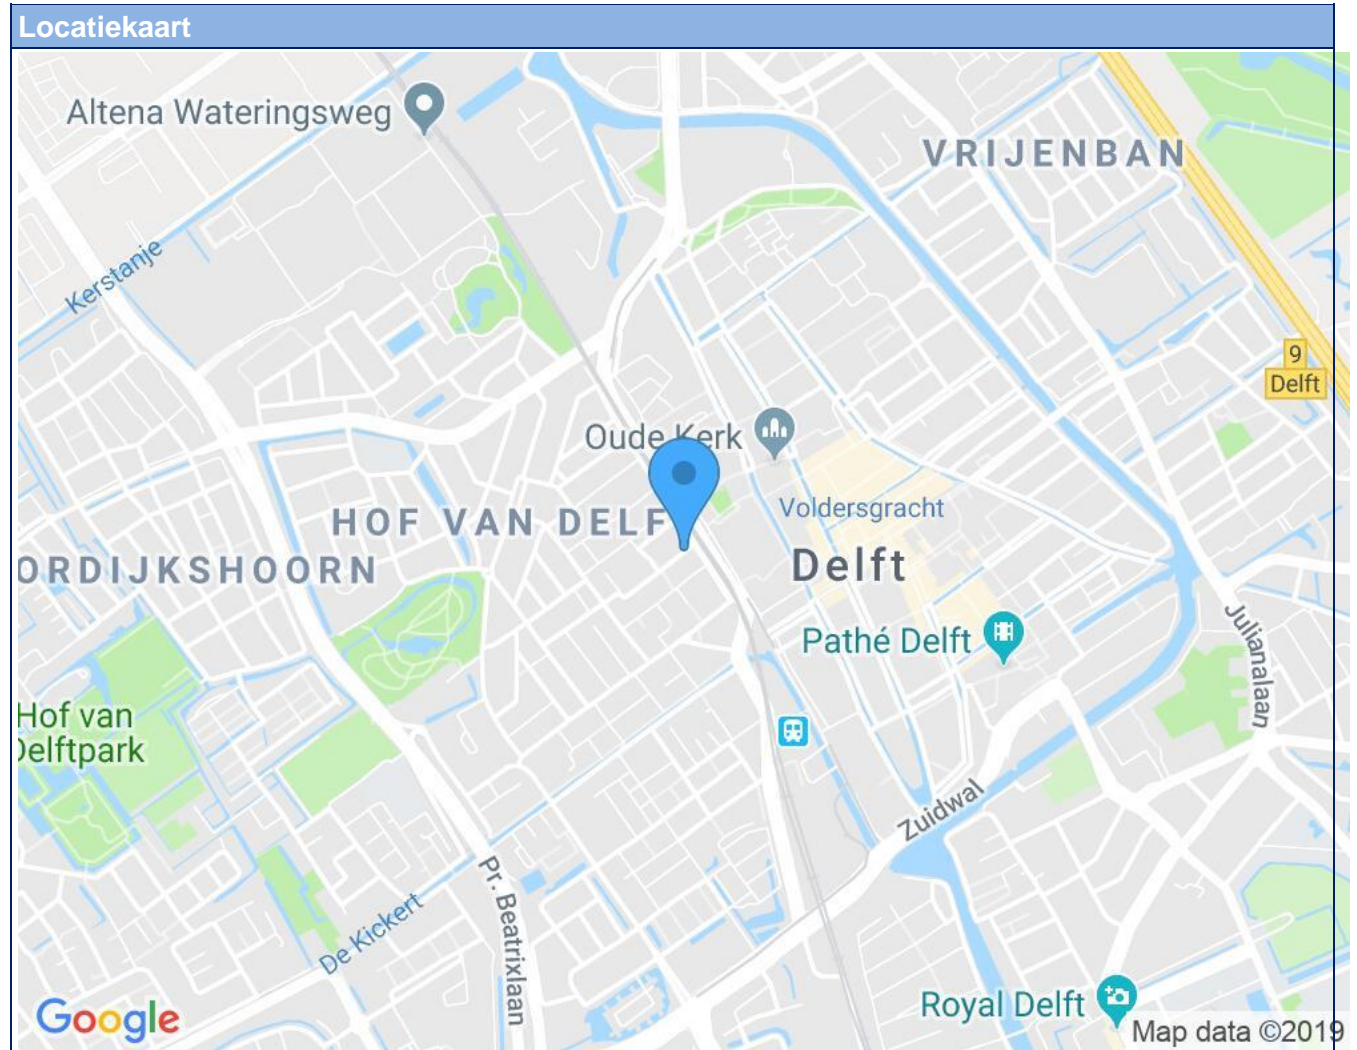 Locatiekaart
Altena Wateringsweg
VRIJENBAN
Kerstanje
9
Delft
Oude Kerk
Voldersgracht
HOF VAN DELF
Delft
ORDIJKSHOORN
Julianalaan
Pathé Delft
Hof van
Delftpark
Zuidwal
Pr. Beatrixlaan
De Kickert
Royal Delft
Google
Map data ©2019